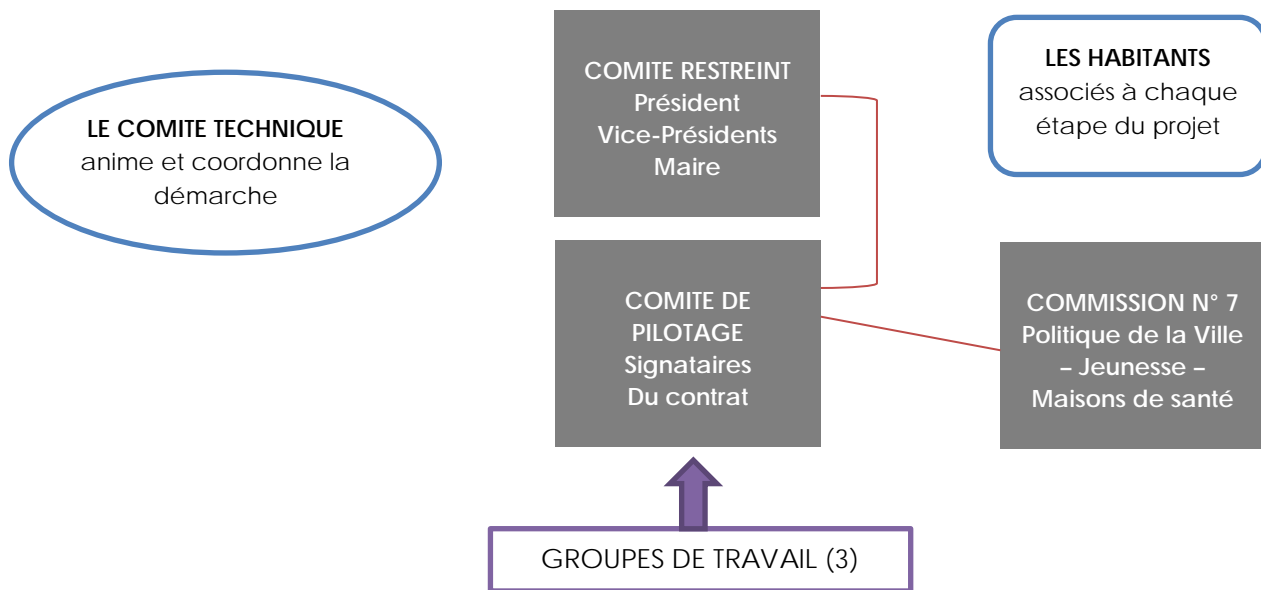 LE COMITE TECHNIQUE
anime et coordonne la
démarche
COMITE RESTREINT
Président
Vice-Présidents
Maire
LES HABITANTS
associés à chaque
étape du projet
COMITE DE
PILOTAGE
Signataires
Du contrat
COMMISSION N° 7
Politique de la Ville
– Jeunesse –
Maisons de santé
GROUPES DE TRAVAIL (3)